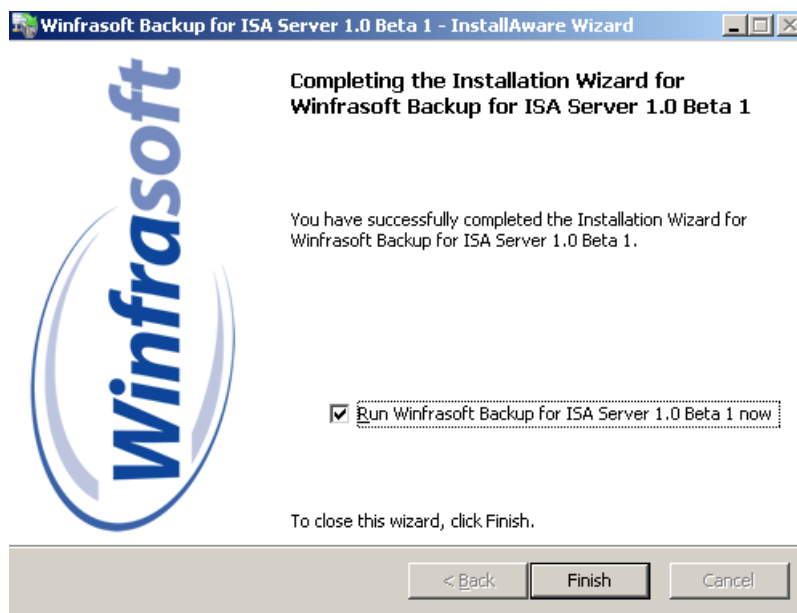 Winfrasoft Backup for ISA Server 1.0 Beta 1 - InstallAware Wizard
Winfrasoft
Completing the Installation Wizard for
Winfrasoft Backup for ISA Server 1.0 Beta 1
You have successfully completed the Installation Wizard for
Winfrasoft Backup for ISA Server 1.0 Beta 1.
Run Winfrasoft Backup for ISA Server 1.0 Beta 1 now
To close this wizard, click Finish.
< Back
Finish
Cancel